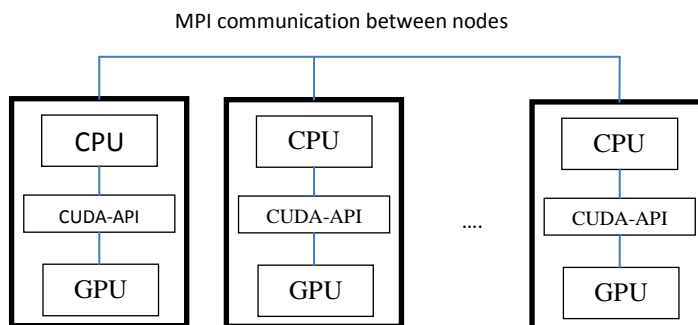 MPI communication between nodes
CPU
CUDA-API
GPU
CPU
CUDA-API
GPU
....
CPU
CUDA-API
GPU